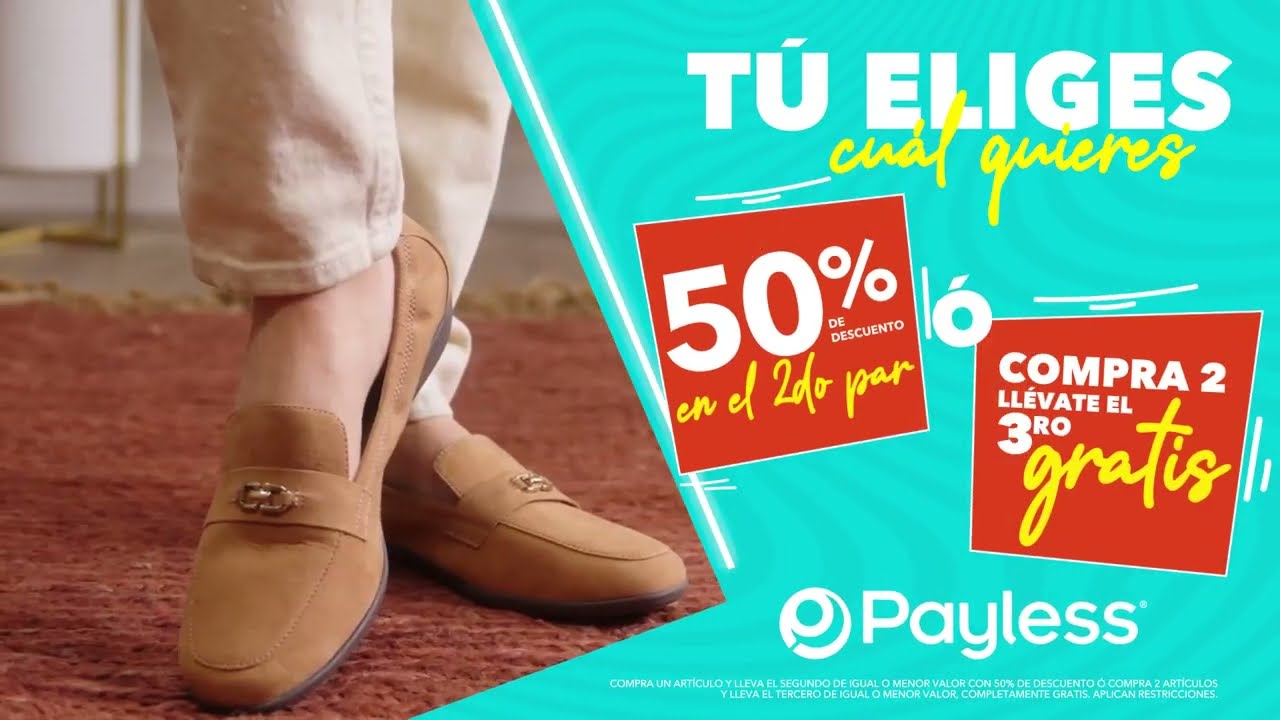 TÚ ELIGES
cuál quieres
50%
DE
DESCUENTO
en el 2do par
ó
COMPRA 2
LLÉVATE EL
3RO
gratis
Payless®
COMPRA UN ARTÍCULO Y LLEVA EL SEGUNDO DE IGUAL O MENOR VALOR CON 50% DE DESCUENTO Ó COMPRA 2 ARTÍCULOS
Y LLEVA EL TERCERO DE IGUAL O MENOR VALOR, COMPLETAMENTE GRATIS. APLICAN RESTRICCIONES.